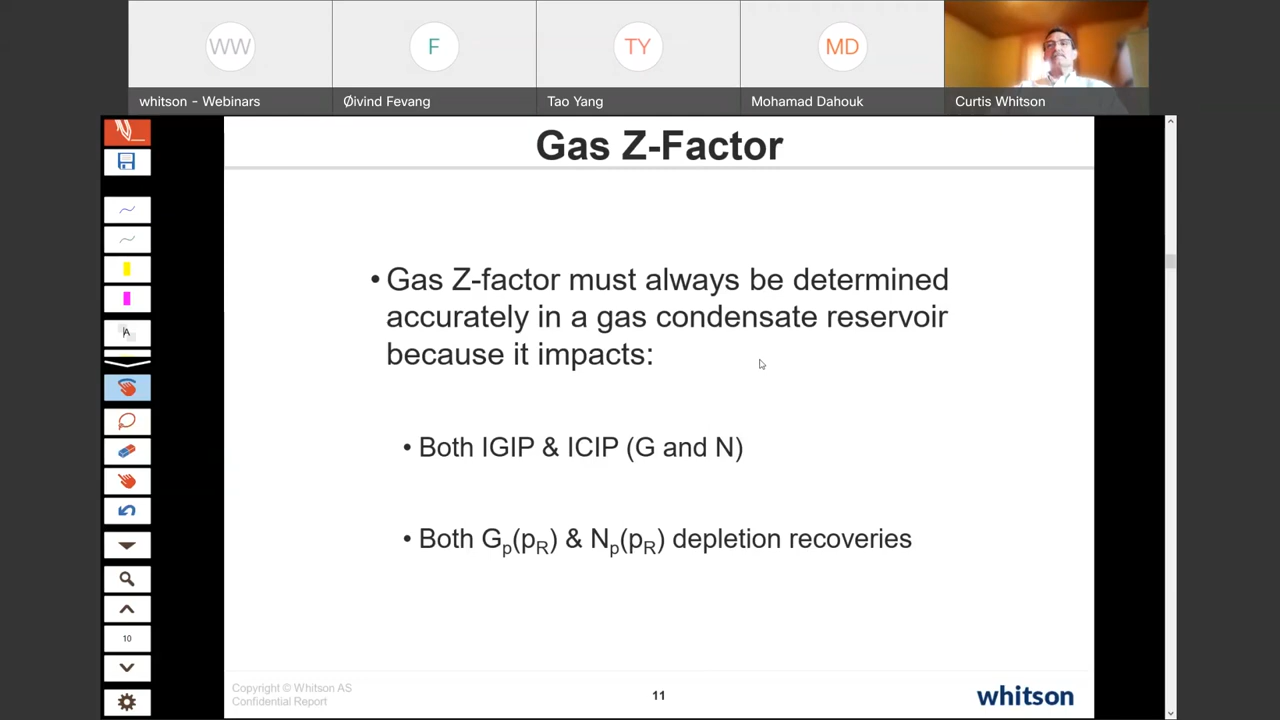 WW
F
TY
MD
whitson - Webinars
Øivind Fevang
Tao Yang
Mohamad Dahouk
Curtis Whitson
Gas Z-Factor
• Gas Z-factor must always be determined
accurately in a gas condensate reservoir
because it impacts:
• Both IGIP & ICIP (G and N)
• Both Gp(pR) & Np(pR) depletion recoveries
A
10
Copyright © Whitson AS
Confidential Report
11
whitson